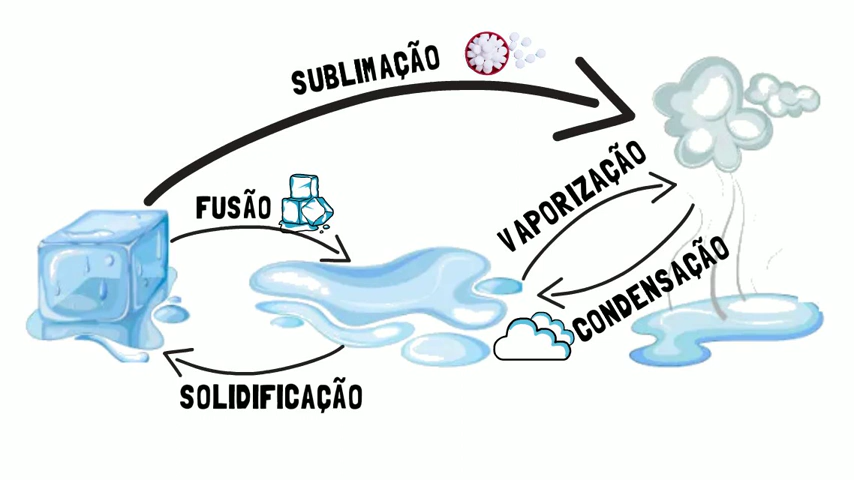 SUBLIMAÇÃO
FUSÃO
VAPORIZAÇÃO
CONDENSAÇÃO
SOLIDIFICAÇÃO